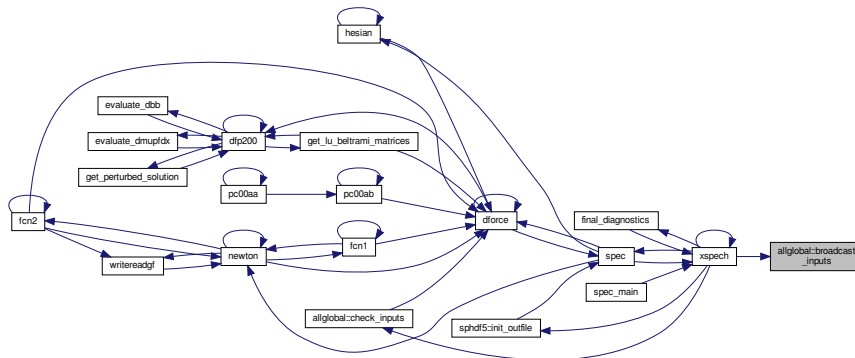 hesian
evaluate_dbb
evaluate_dmupfdx
dfp200
get_lu_beltrami_matrices
get_perturbed_solution
pc00aa
pc00ab
fcn2
dforce
final_diagnostics
fcn1
newton
writereadgf
spec
xspech
allglobal::broadcast
_inputs
spec_main
allglobal::check_inputs
sphdf5::init_outfile